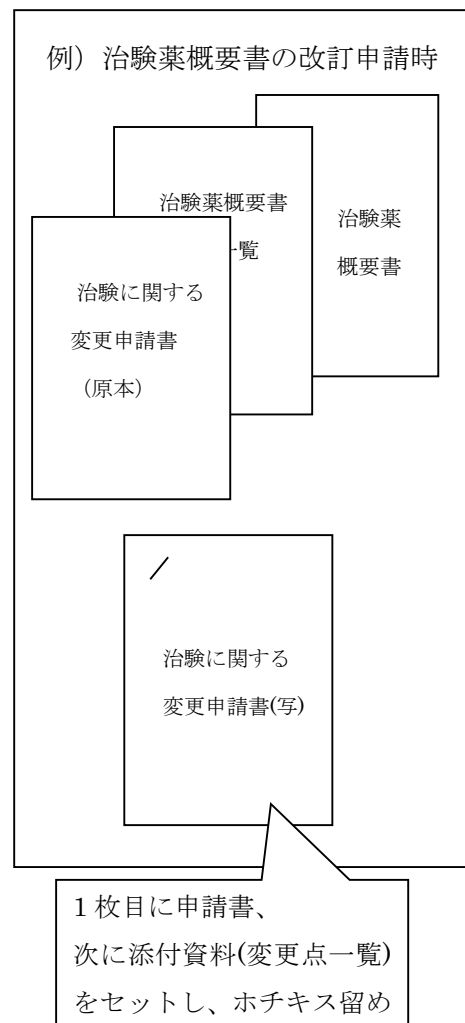 例）治験薬概要書の改訂申請時
治験薬概要書
一覧
治験薬
概要書
治験に関する
変更申請書
（原本）
治験に関する
変更申請書(写)
1 枚目に申請書、
次に添付資料(変更点一覧)
をセットし、ホチキス留め